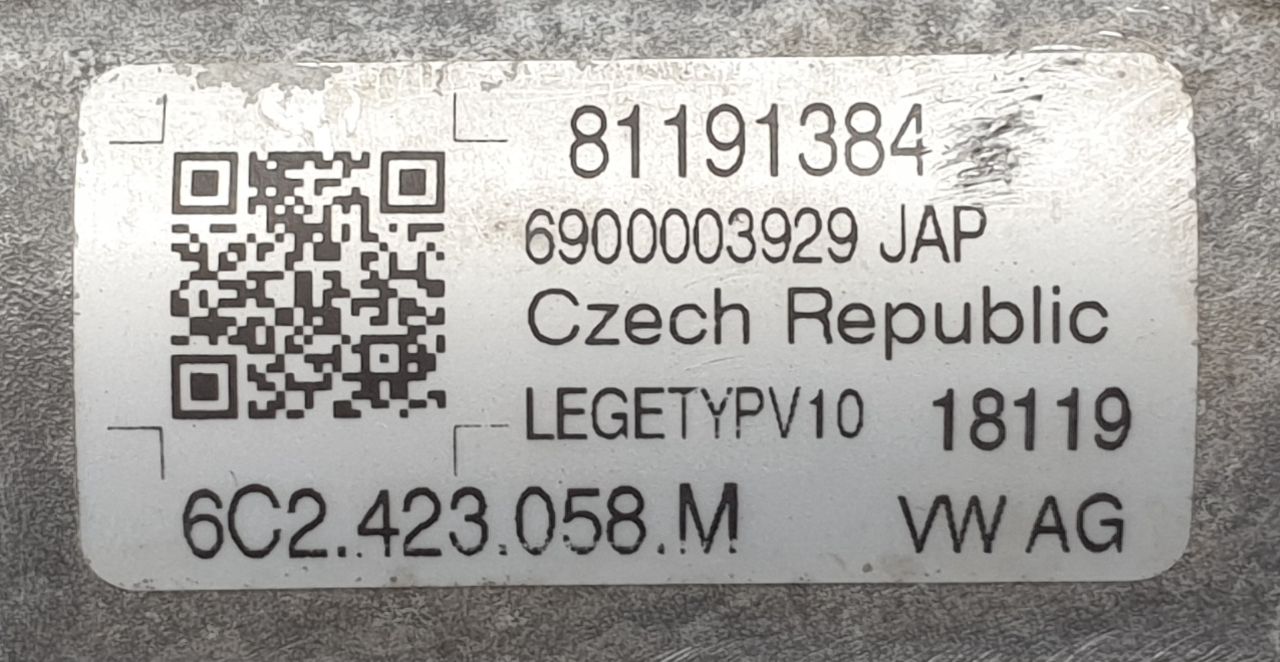 81191384
6900003929 JAP
Czech Republic
LEGETYPV10 18119
6C2.423.058.M VW AG